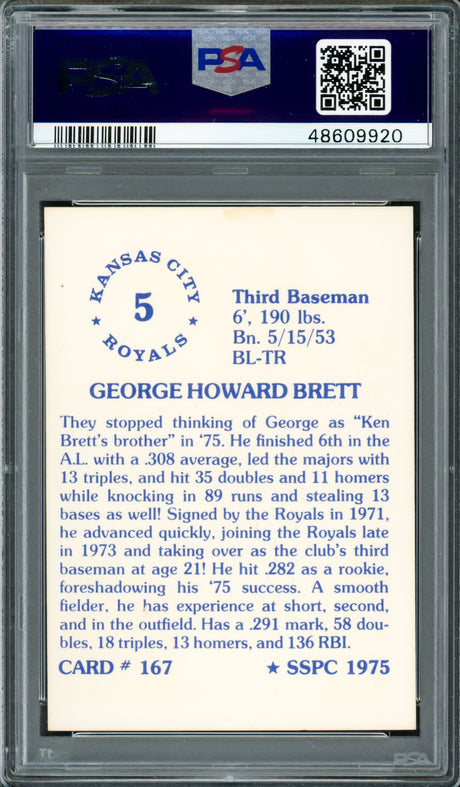 PSA
PSA
48609920
KANSAS CITY
5
ROYALS
Third Baseman
6', 190 lbs.
Bn. 5/15/53
BL-TR
GEORGE HOWARD BRETT
They stopped thinking of George as “Ken
Brett's brother” in ‘75. He finished 6th in the
A.L. with a .308 average, led the majors with
13 triples, and hit 35 doubles and 11 homers
while knocking in 89 runs and stealing 13
bases as well! Signed by the Royals in 1971,
he advanced quickly, joining the Royals late
in 1973 and taking over as the club's third
baseman at age 21! He hit .282 as a rookie,
foreshadowing his '75 success. A smooth
fielder, he has experience at short, second,
and in the outfield. Has a .291 mark, 58 dou-
bles, 18 triples, 13 homers, and 136 RBI.
CARD # 167
★ SSPC 1975
PSA